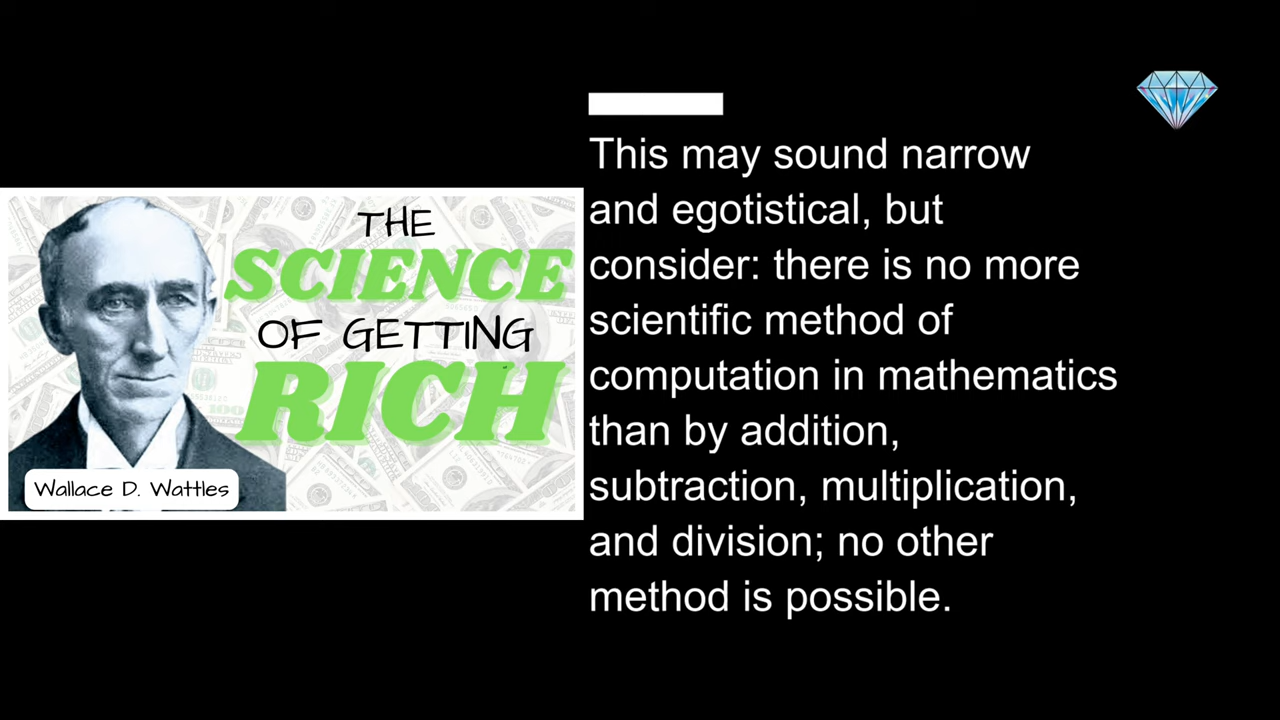 THE
SCIENCE
OF GETTING
RICH
Wallace D. Wattles
This may sound narrow
and egotistical, but
consider: there is no more
scientific method of
computation in mathematics
than by addition,
subtraction, multiplication,
and division; no other
method is possible.